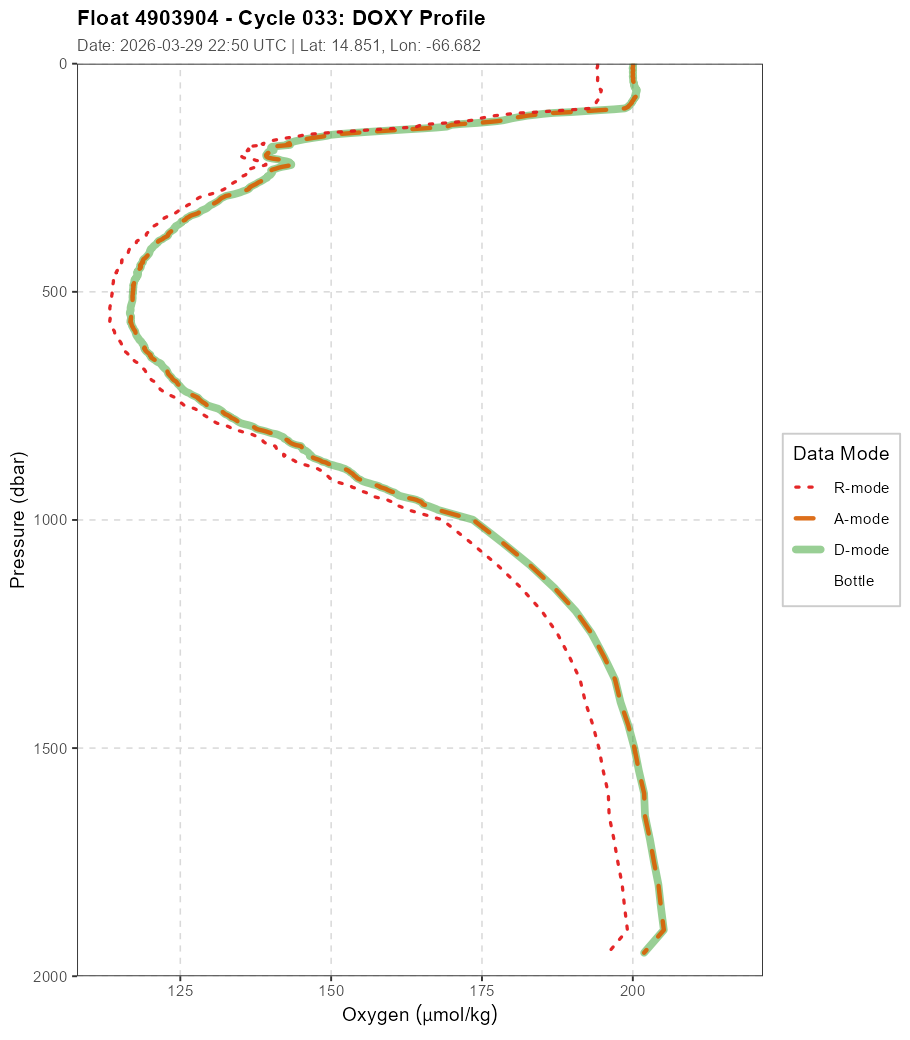 Float 4903904 - Cycle 033: DOXY Profile
Date: 2026-03-29 22:50 UTC | Lat: 14.851, Lon: -66.682
0
500
1000
1500
2000
Pressure (dbar)
125
150
175
200
Oxygen (µmol/kg)
Data Mode
R-mode
A-mode
D-mode
Bottle